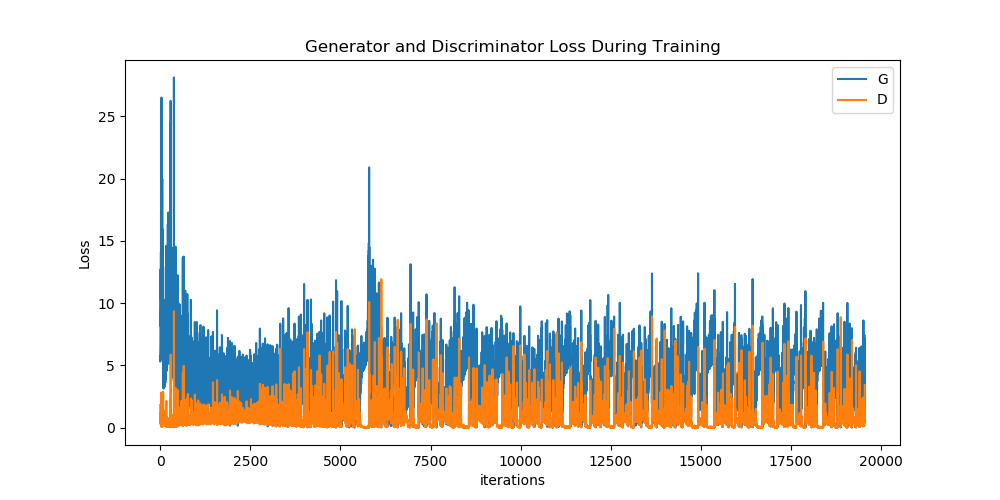 Generator and Discriminator Loss During Training
G
D
25
20
15
10
5
0
Loss
0 2500 5000 7500 10000 12500 15000 17500 20000
iterations